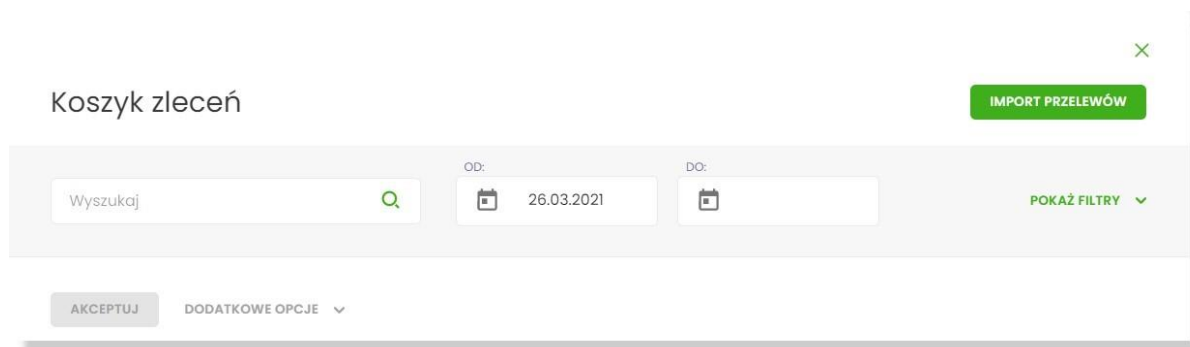 Koszyk zleceń
IMPORT PRZELEWÓW
OD:
DO:
Wyszukaj
26.03.2021
POKAŻ FILTRY
AKCEPTUJ
DODATKOWE OPCJE